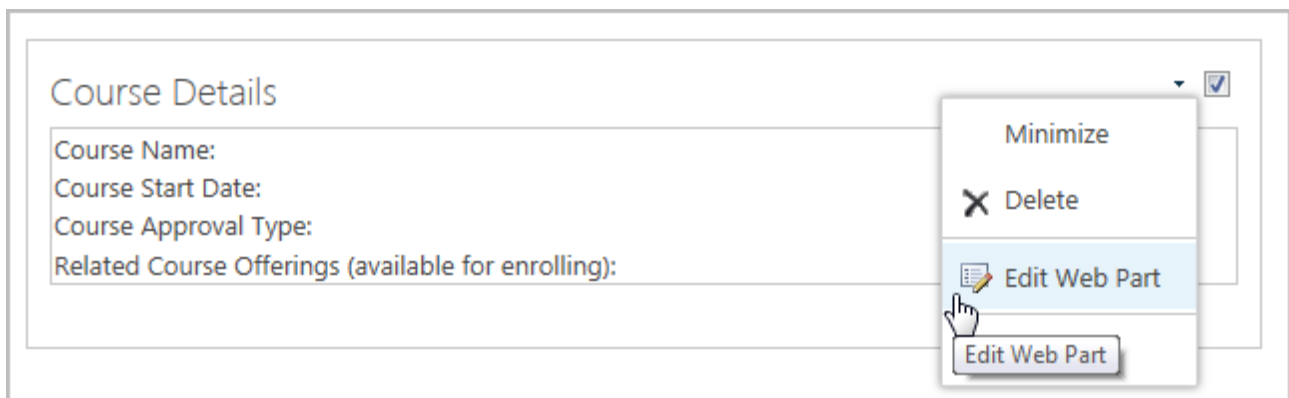 Course Details
Course Name:
Course Start Date:
Course Approval Type:
Related Course Offerings (available for enrolling):
Minimize
Delete
Edit Web Part
Edit Web Part